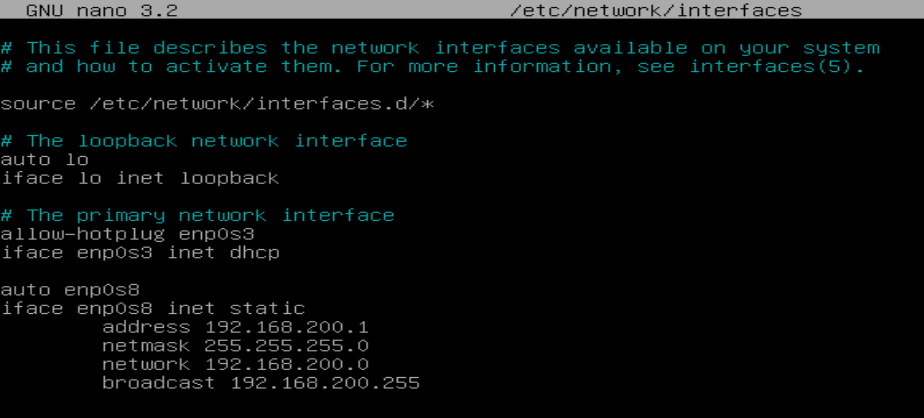 GNU nano 3.2 /etc/network/interfaces
# This file describes the network interfaces available on your system
# and how to activate them. For more information, see interfaces(5).
source /etc/network/interfaces.d/*
# The loopback network interface
auto lo
iface lo inet loopback
# The primary network interface
allow-hotplug enp0s3
iface enp0s3 inet dhcp
auto enp0s8
iface enp0s8 inet static
address 192.168.200.1
netmask 255.255.255.0
network 192.168.200.0
broadcast 192.168.200.255